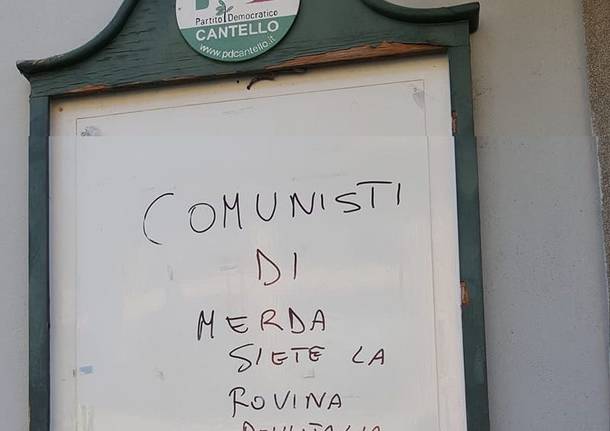 Partito Democratico
CANTELLO
www.pdcantello.it
COMUNISTI
DI
MERDA
SIETE LA
ROVINA